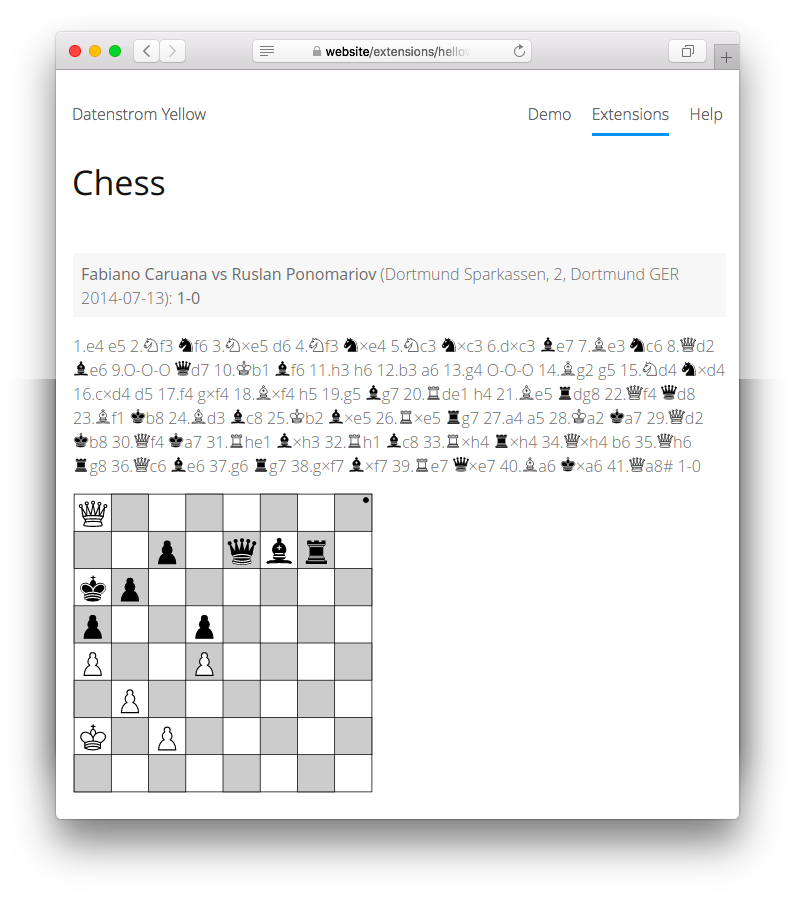 website/extensions/hello
Datenstrom Yellow
Demo Extensions Help
Chess
Fabiano Caruana vs Ruslan Ponomariov (Dortmund Sparkassen, 2, Dortmund GER
2014-07-13): 1-0
1.e4 e5 2.♘f3 ♞f6 3.♘×e5 d6 4.♘f3 ♞×e4 5.♘c3 ♞×c3 6.d×c3 ♝e7 7.♗e3 ♞c6 8.♕d2
♝e6 9.O-O-O ♛d7 10.♔b1 ♝f6 11.h3 h6 12.b3 a6 13.g4 O-O-O 14.♗g2 g5 15.♘d4 ♞×d4
16.c×d4 d5 17.f4 g×f4 18.♗×f4 h5 19.g5 ♝g7 20.♖de1 h4 21.♗e5 ♜dg8 22.♕f4 ♛d8
23.♗f1 ♚b8 24.♗d3 ♝c8 25.♔b2 ♝×e5 26.♖×e5 ♜g7 27.a4 a5 28.♔a2 ♚a7 29.♕d2
♚b8 30.♕f4 ♚a7 31.♖he1 ♝×h3 32.♖h1 ♝c8 33.♖×h4 ♜×h4 34.♕×h4 b6 35.♕h6
♜g8 36.♕c6 ♝e6 37.g6 ♜g7 38.g×f7 ♝×f7 39.♖e7 ♛×e7 40.♗a6 ♚×a6 41.♕a8# 1-0